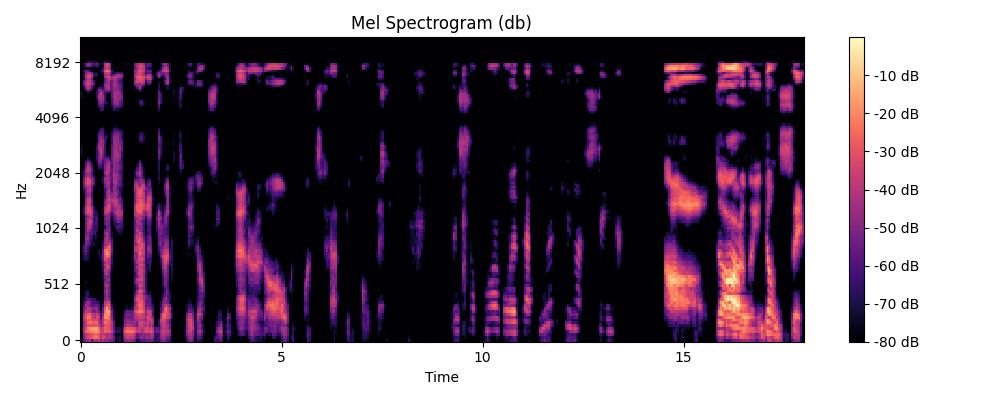 Mel Spectrogram (db)
8192
4096
2048
1024
512
0
Hz
0 5 10 15
Time
-10 dB
-20 dB
-30 dB
-40 dB
-50 dB
-60 dB
-70 dB
-80 dB